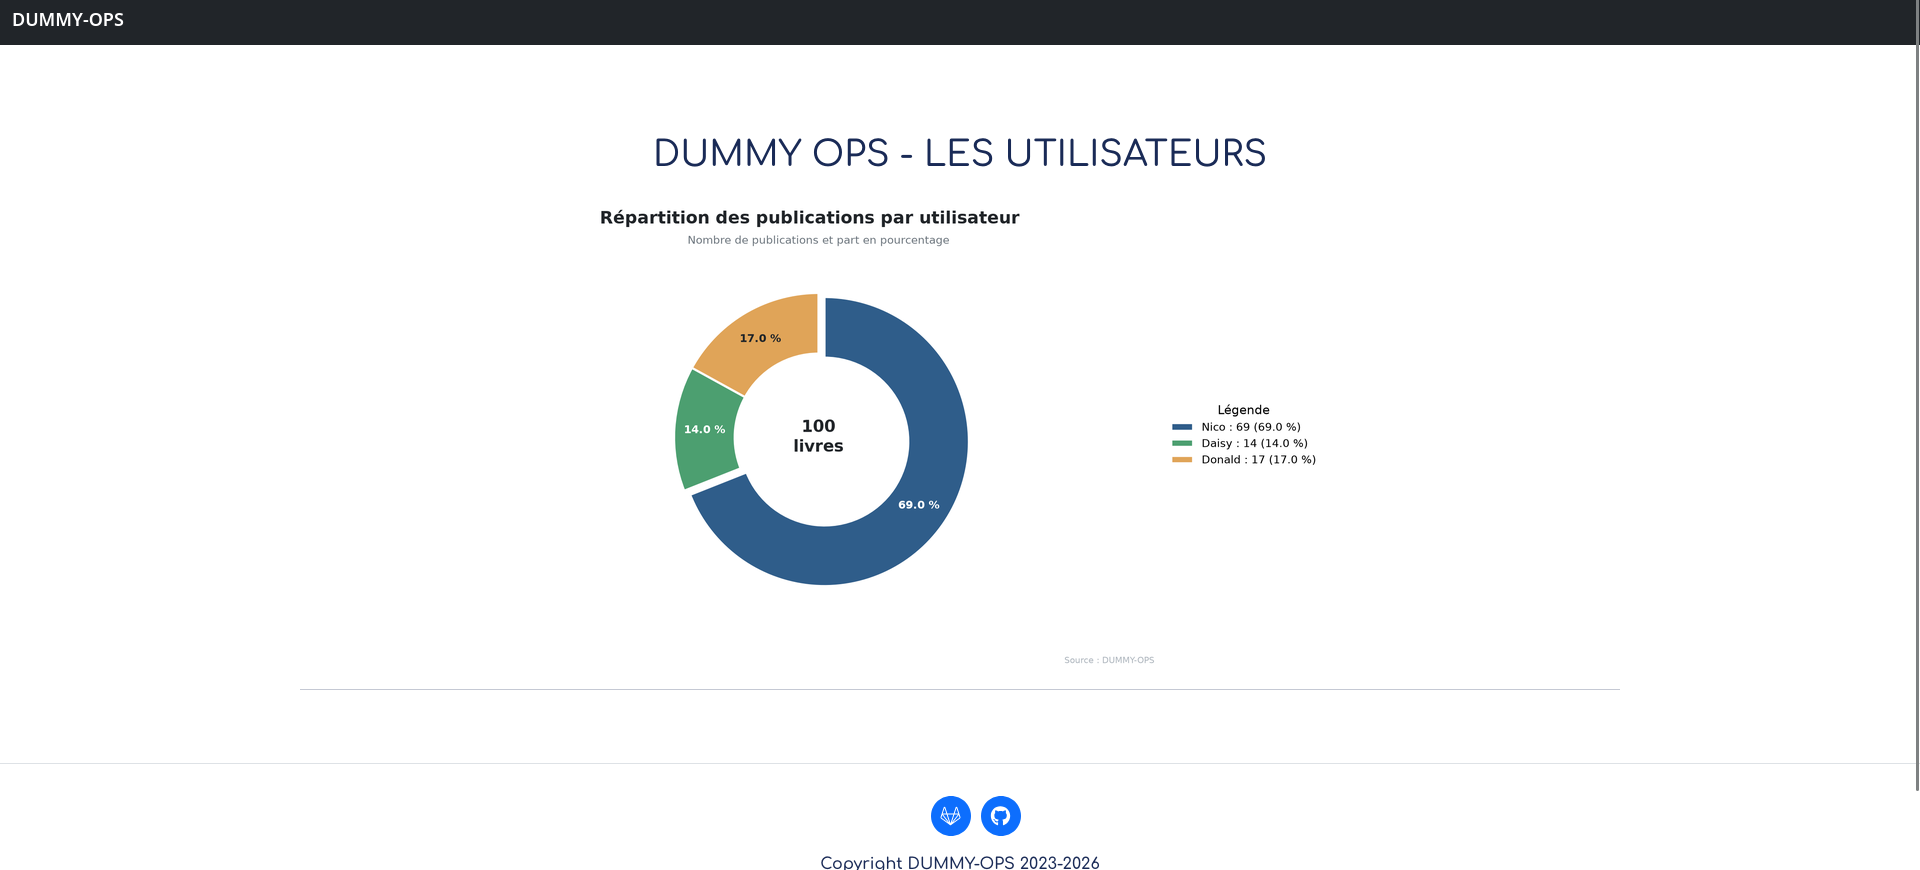 DUMMY-OPS
DUMMY OPS - LES UTILISATEURS
Répartition des publications par utilisateur
Nombre de publications et part en pourcentage
17.0 %
14.0 %
100
livres
69.0 %
Légende
Nico : 69 (69.0 %)
Daisy : 14 (14.0 %)
Donald : 17 (17.0 %)
Source : DUMMY-OPS
Copyright DUMMY-OPS 2023-2026